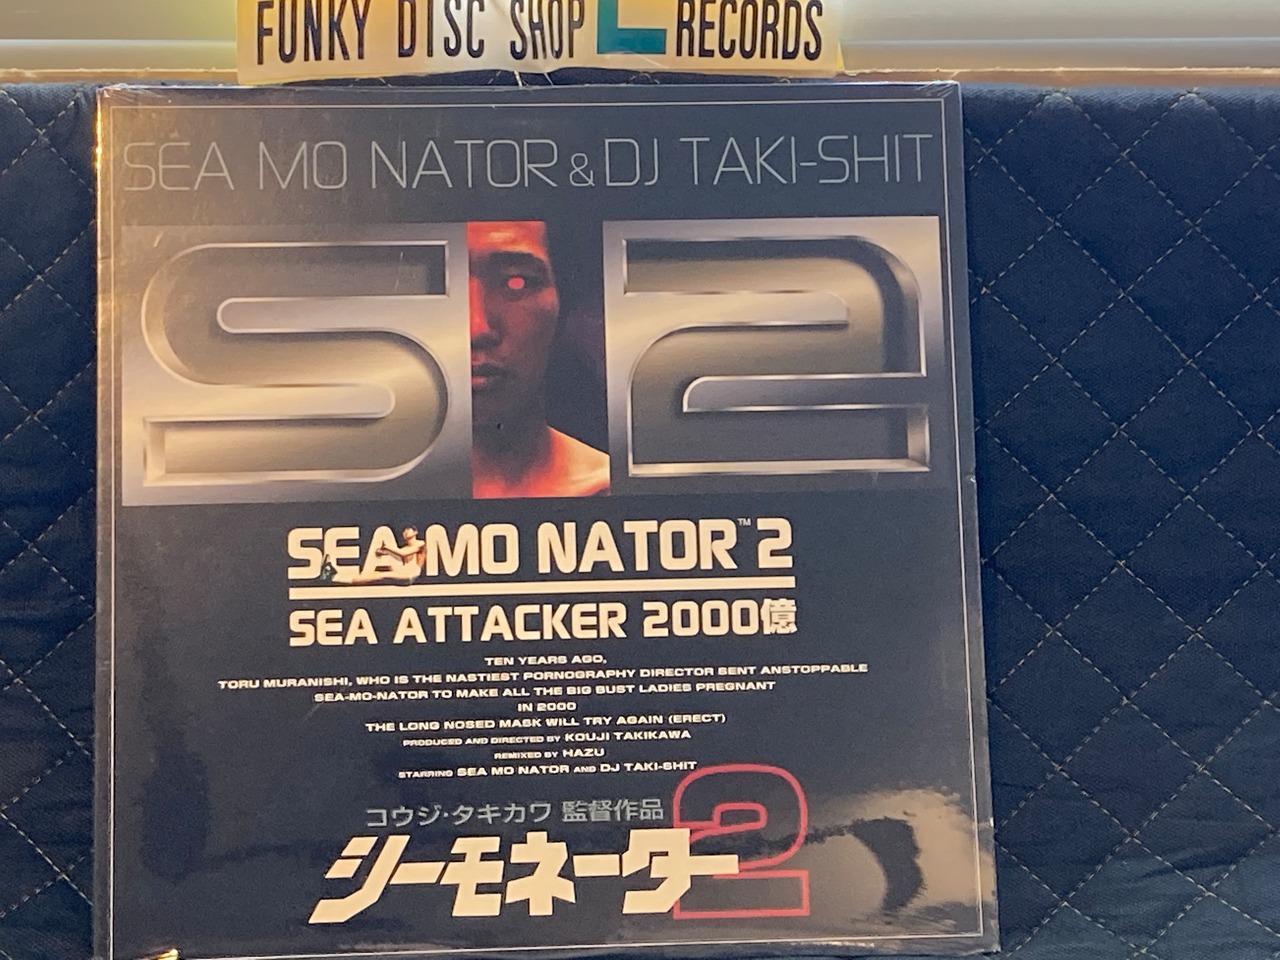 FUNKY DISC SHOP L RECORDS
SEA MO NATOR & DJ TAKI-SHIT
S 2
SEA MO NATOR™ 2
SEA ATTACKER 2000億
TEN YEARS AGO,
TORU MURANISHI, WHO IS THE NASTIEST PORNOGRAPHY DIRECTOR SENT ANSTOPPABLE
SEA-MO-NATOR TO MAKE ALL THE BIG BUST LADIES PREGNANT
IN 2000
THE LONG NOSED MASK WILL TRY AGAIN (ERECT)
PRODUCED AND DIRECTED BY KOUJI TAKIKAWA
REMIXED BY HAZU
STARRING SEA MO NATOR AND DJ TAKI-SHIT
コウジ・タキカワ 監督作品
シーモネーター2